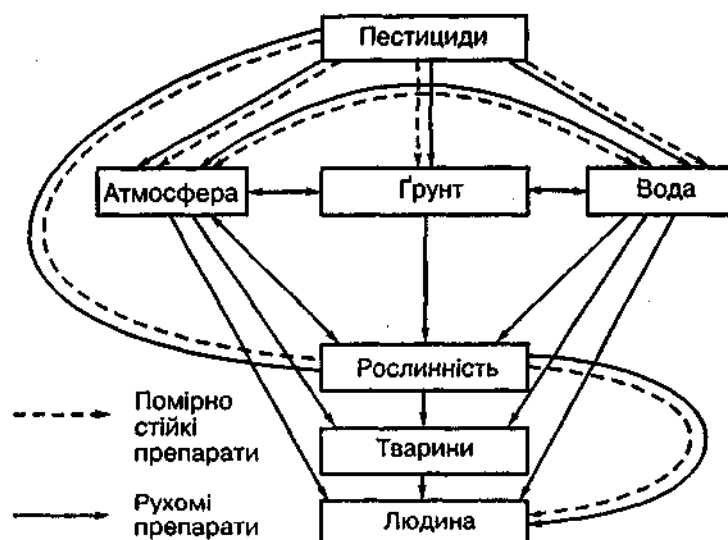 Пестициди
Атмосфера
Ґрунт
Вода
Рослинність
Тварини
Людина
Помірно
стійкі
препарати
Рухомі
препарати